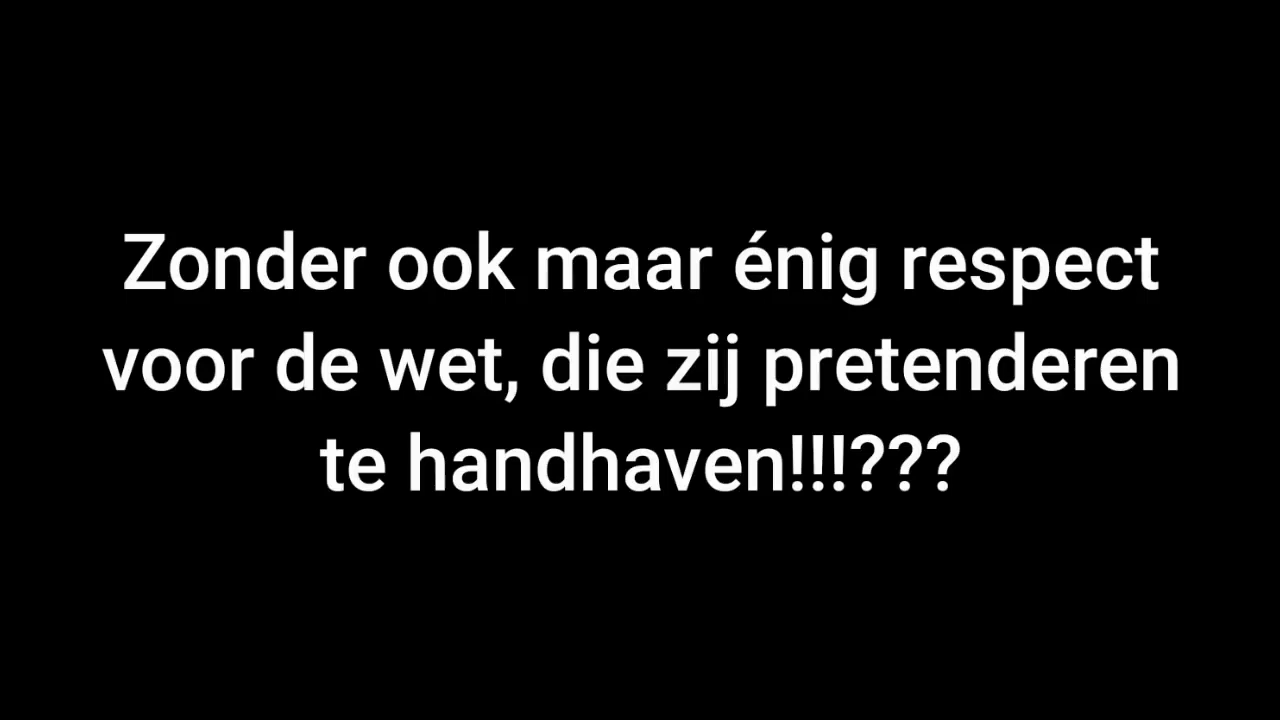 Zonder ook maar énig respect
voor de wet, die zij pretenderen
te handhaven!!!???